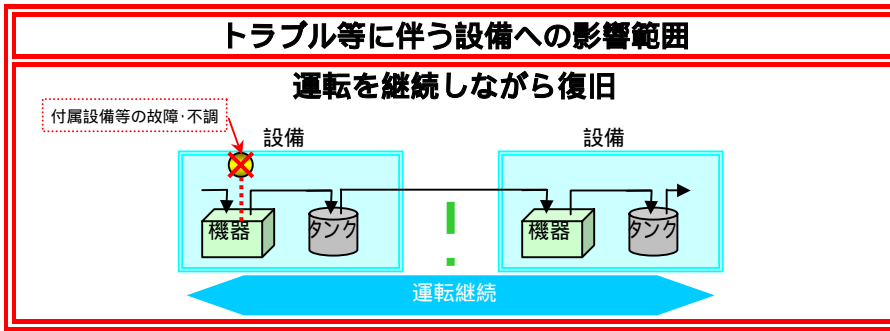 トラブル等に伴う設備への影響範囲
運転を継続しながら復旧
付属設備等の故障･不調
設備
設備
機器
タンク
機器
タンク
運転継続